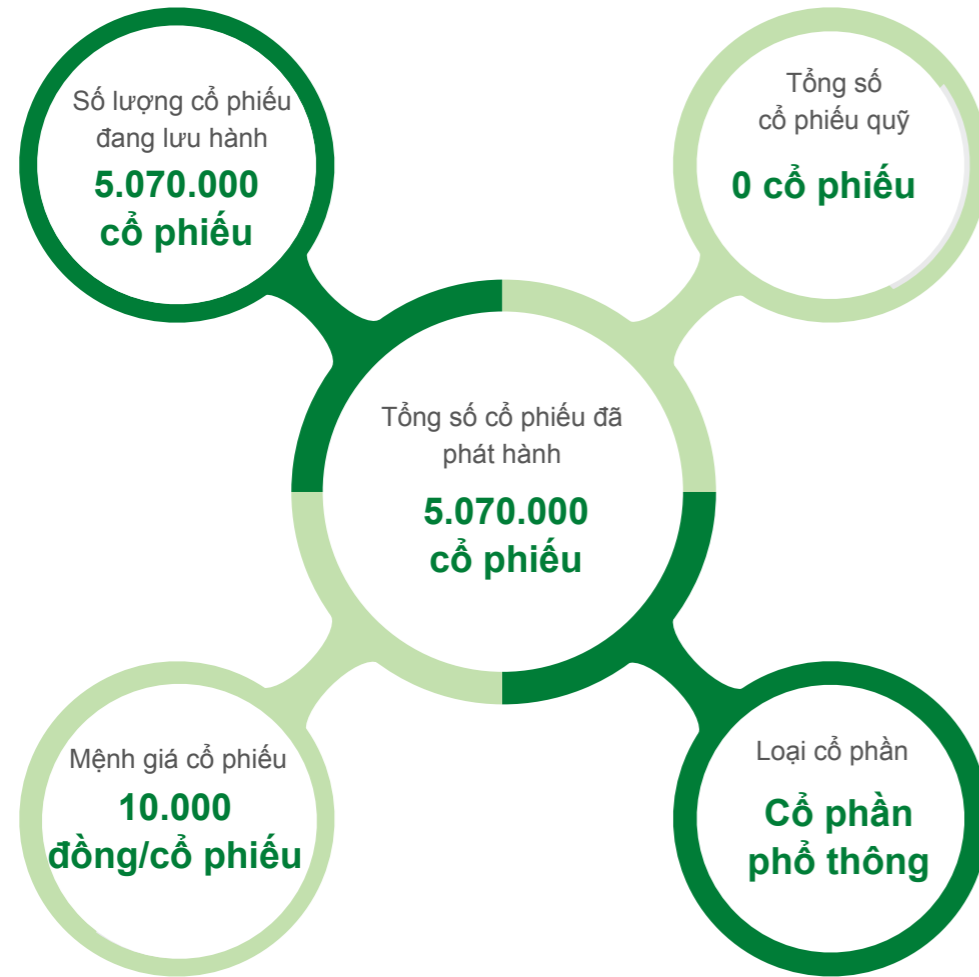 Số lượng cổ phiếu
đang lưu hành
5.070.000
cổ phiếu
Tổng số
cổ phiếu quỹ
0 cổ phiếu
Tổng số cổ phiếu đã
phát hành
5.070.000
cổ phiếu
Mệnh giá cổ phiếu
10.000
đồng/cổ phiếu
Loại cổ phần
Cổ phần
phổ thông